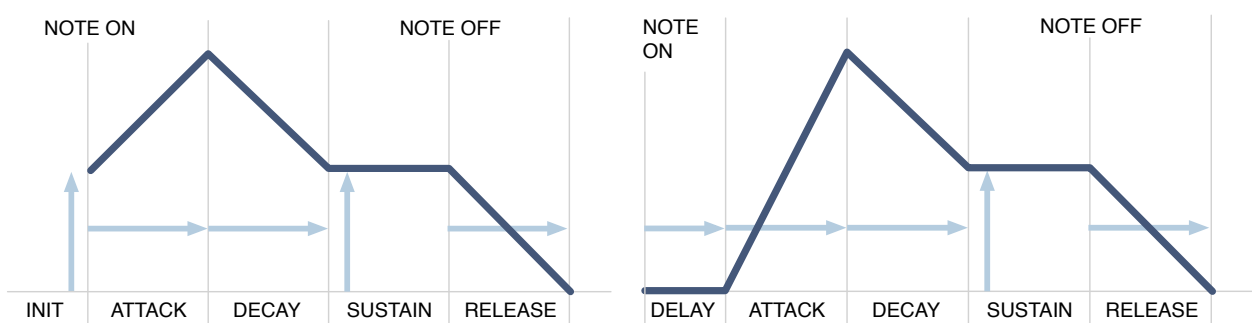 NOTE ON
NOTE OFF
INIT
ATTACK
DECAY
SUSTAIN
RELEASE
NOTE
ON
NOTE OFF
DELAY
ATTACK
DECAY
SUSTAIN
RELEASE